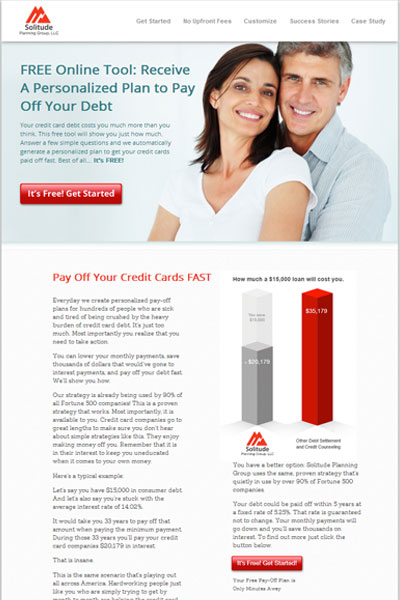 Solitude
Planning Group, LLC
Get Started
No Upfront Fees
Customize
Success Stories
Case Study
FREE Online Tool: Receive
A Personalized Plan to Pay
Off Your Debt
Your credit card debt costs you much more than you
think. This free tool will show you just how much.
Answer a few simple questions and we automatically
generate a personalized plan to get your credit cards
paid off fast. Best of all... It's FREE!
It's Free! Get Started
Pay Off Your Credit Cards FAST
Everyday we create personalized pay-off
plans for hundreds of people who are sick
and tired of being crushed by the heavy
burden of credit card debt. It's just too
much. Most importantly you realize that you
need to take action.
You can lower your monthly payments, save
thousands of dollars that would've gone to
interest payments, and pay off debt fast.
We'll show you how.
Our strategy is already being used by 90% of
all Fortune 500 companies! This is a proven
strategy that works. Most importantly, it is
available to you. Credit card companies go to
great lengths to make sure you don't hear
about simple strategies like this. They enjoy
making money off you. Remember that it is
in their interest to keep you uneducated
when it comes to your own money.
Here's a typical example:
Let's say you have $15,000 in consumer debt.
And let's also say you're stuck with the
average interest rate of 14.02%.
It would take you 33 years to pay off that
amount when paying the minimum payment.
During those 33 years you'll pay your credit
card companies $20,179 in interest.
That is insane.
This is the same scenario that's playing out
all across America. Hardworking people just
like you who are simply trying to get by
month to month are helping the credit card
How much a $15,000 loan will cost you.
You save
$15,000
$20,179
$35,179
Solitude
Planning Group, LLC
Other Debt Settlement
and Credit Counseling
You have a better option: Solitude Planning
Group uses the same, proven strategy that's
quietly in use by over 90% of Fortune 500
companies.
Your debt could be paid off within 5 years at
a fixed rate of 5.25%. That rate is guaranteed
not to change. Your monthly payments will
go down and you'll save thousands on
interest. To find out more just click the
button below.
It's Free! Get Started!
Your Free Pay-Off Plan is
Only Minutes Away